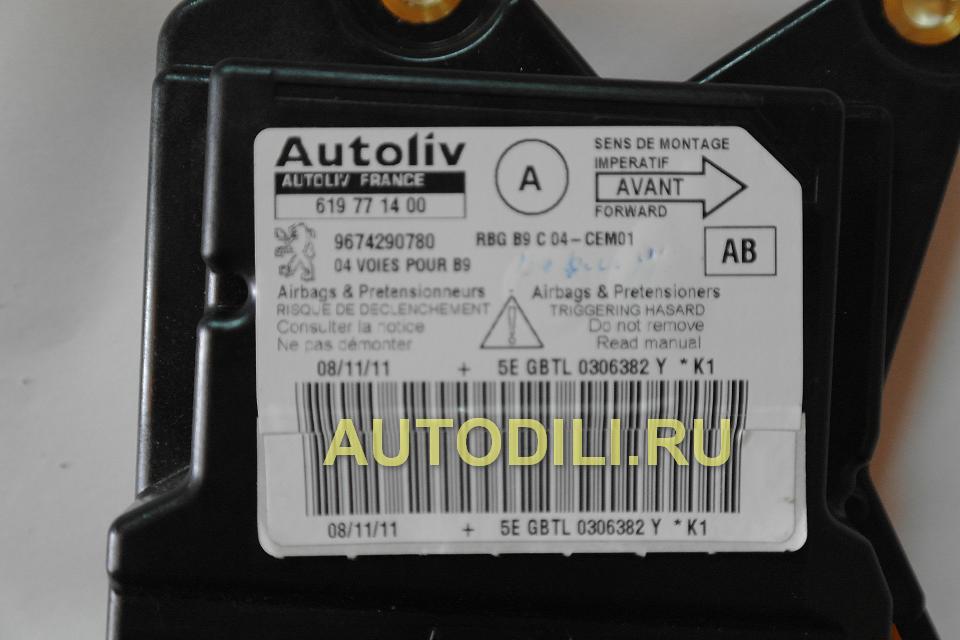 Autoliv
AUTOLIV FRANCE
619 77 14 00
A
SENS DE MONTAGE
IMPERATIF
AVANT
FORWARD
9674290780
RBG B9 C 04-CEM01
04 VOIES POUR B9
AB
Airbags & Pretensionneurs
RISQUE DE DECLENCHEMENT
Consulter la notice
Ne pas démonter
Airbags & Pretensioners
TRIGGERING HASARD
Do not remove
Read manual
08/11/11 + 5E GBTL 0306382 Y *K1
AUTODILI.RU
08/11/11 + 5E GBTL 0306382 Y *K1